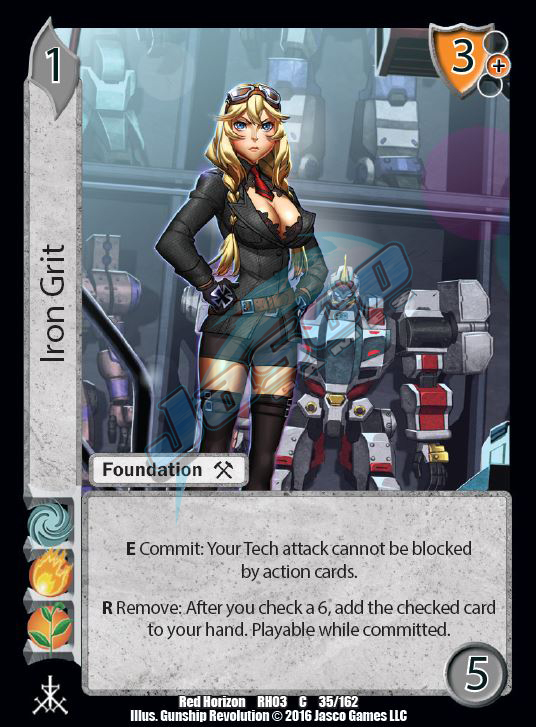 1
3
+
Iron Grit
JASCO
Foundation
E Commit: Your Tech attack cannot be blocked
by action cards.
R Remove: After you check a 6, add the checked card
to your hand. Playable while committed.
5
Red Horizon RH03 C 35/162
Illus. Gunship Revolution © 2016 Jasco Games LLC